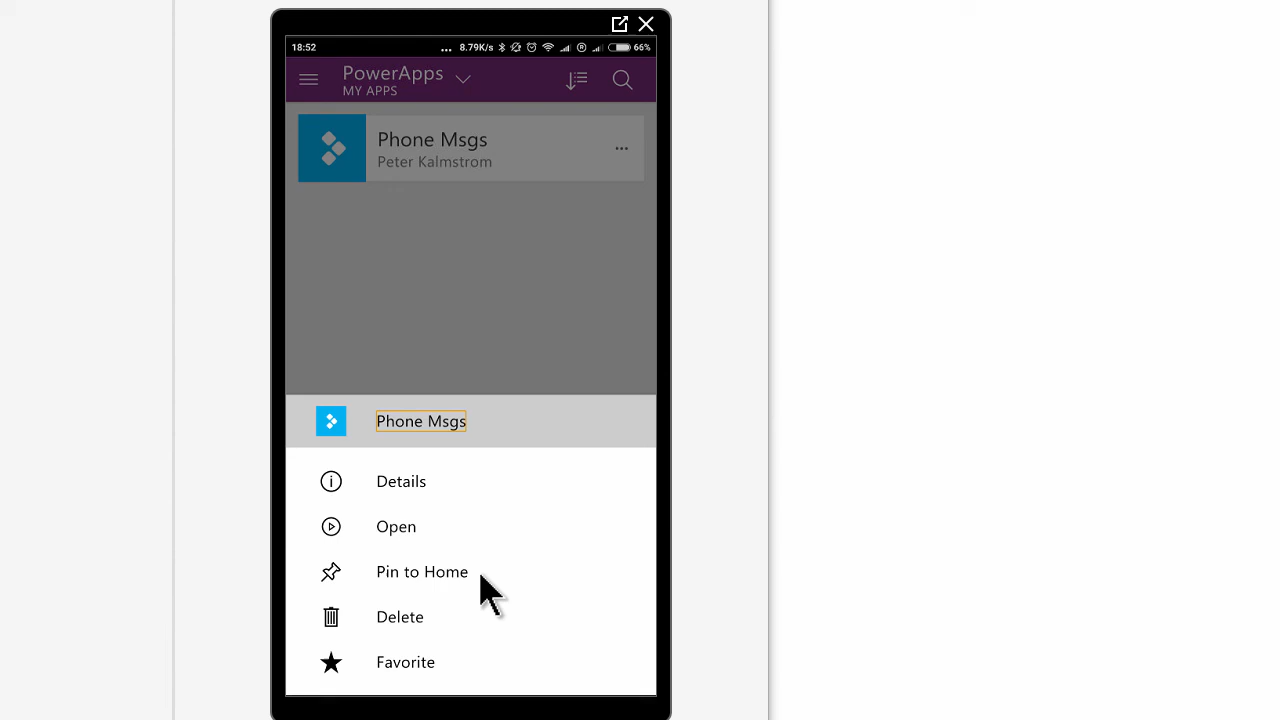 18:52 ... 8.79K/s 66%
PowerApps
MY APPS
Phone Msgs
Peter Kalmstrom
...
Phone Msgs
Details
Open
Pin to Home
Delete
Favorite